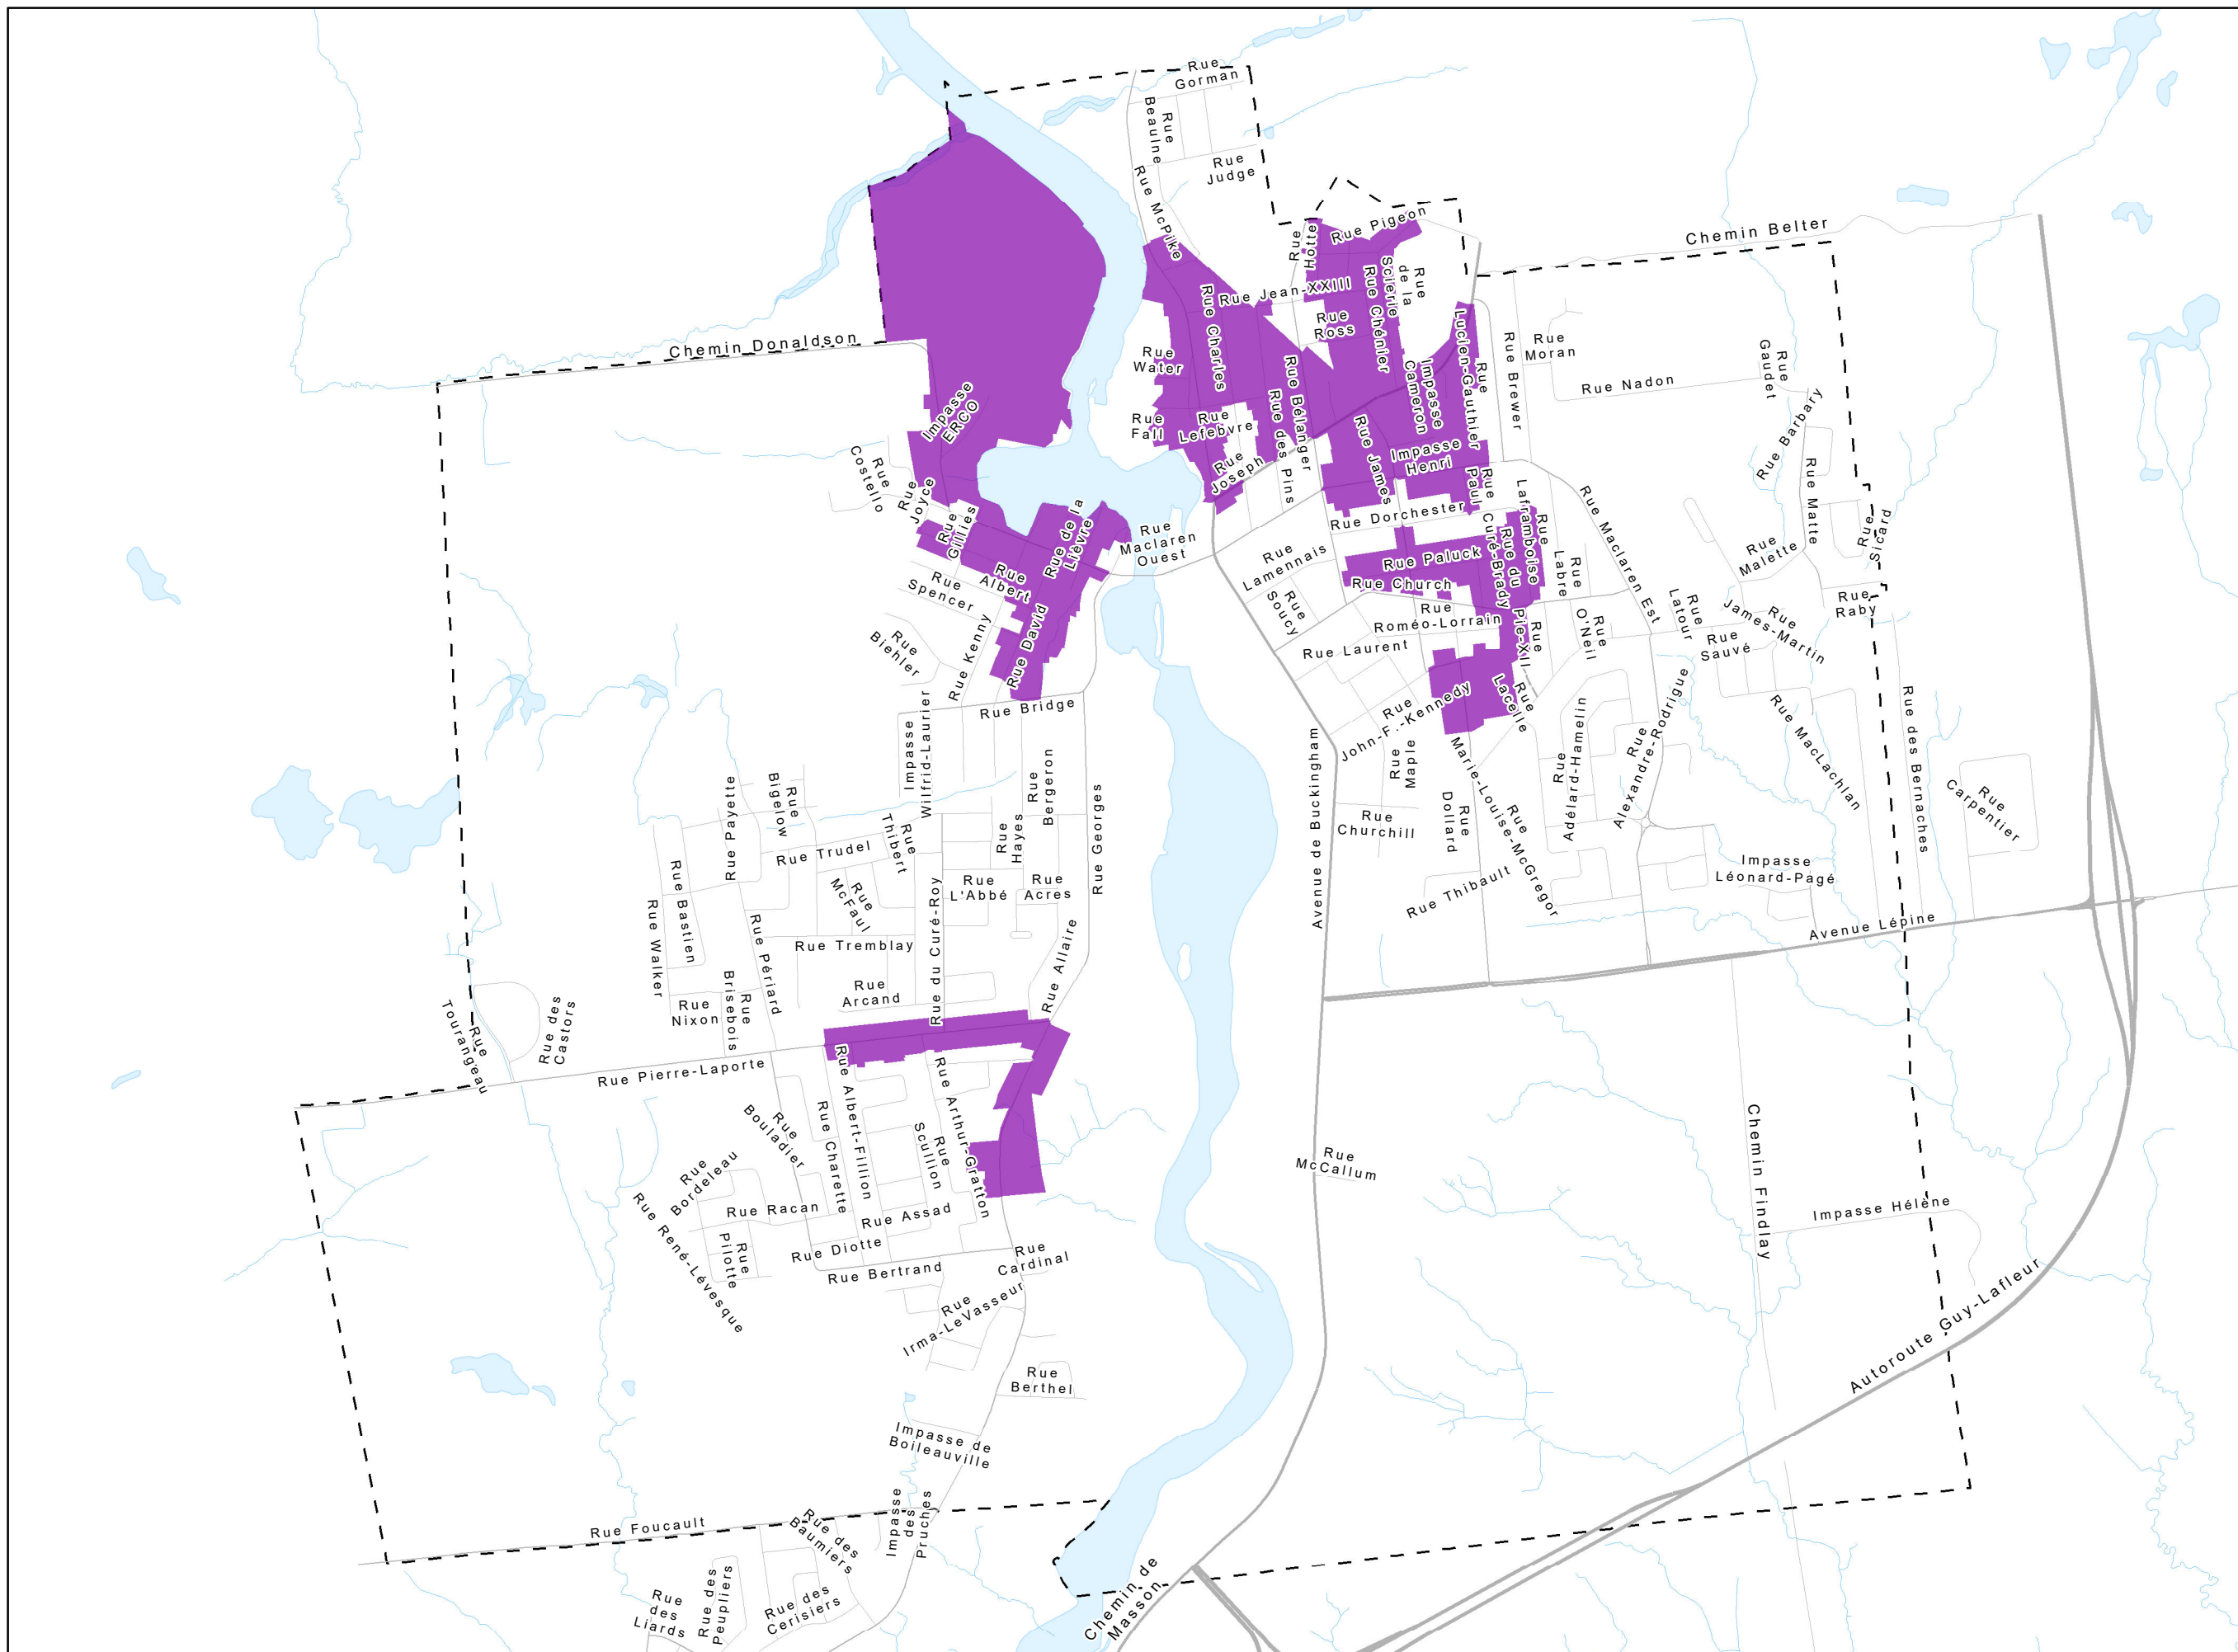 Rue
Gorman
Rue
Beaulne
Rue
Judge
Rue McPike
Rue
Hotte
Rue Pigeon
Chemin Belter
Rue
de la
Scierie
Rue Jean-XXIII
Rue Chénier
Rue
Ross
Rue Charles
Rue
Lucien-Gauthier
Rue Brewer
Rue
Moran
Rue
Gaudet
Rue Nadon
Chemin Donaldson
Rue
Water
Rue Bélanger
Impasse
Cameron
Impasse
ERCO
Rue
Fall
Rue
Lefebvre
Rue des Pins
Rue James
Impasse
Henri
Rue Barbary
Rue
Costello
Rue
Joyce
Rue
Joseph
Rue
Paul
Rue Matte
Rue
Gillies
Rue de la
Lièvre
Rue
Maclaren
Ouest
Rue Dorchester
Rue
Laframboise
Rue Maclaren Est
Rue
Sicard
Rue
Malette
Rue
Albert
Rue
Spencer
Rue
Lamennais
Rue Paluck
Rue du
Curé-Brady
Rue
Labre
Rue Church
Rue
Soucy
Rue
Raby
Rue
Latour
Rue
James-Martin
Rue
Sauvé
Rue
Biehler
Rue Kenny
Rue David
Rue
Roméo-Lorrain
Rue
Pie-XII
Rue
O'Neil
Rue Laurent
Rue
Lacelle
Rue
John-F.-Kennedy
Rue Bridge
Impasse
Wilfrid-Laurier
Rue
Maple
Rue
Marie-Louise-McGregor
Rue
Adélard-Hamelin
Rue
Alexandre-Rodrigue
Rue MacLachlan
Rue des Bernaches
Rue
Carpentier
Rue
Bergeron
Rue Payette
Rue
Bigelow
Rue
Thibert
Rue Trudel
Rue
Hayes
Rue Georges
Avenue de Buckingham
Rue
Churchill
Rue
Dollard
Rue Thibault
Impasse
Léonard-Pagé
Rue Bastien
Rue Walker
Rue
McFaul
Rue
L'Abbé
Rue
Acres
Rue du Curé-Roy
Rue Périard
Rue Tremblay
Rue Allaire
Avenue Lépine
Rue
Arcand
Rue
Nixon
Rue
Brisebois
Rue
Tourangeau
Rue des
Castors
Rue Pierre-Laporte
Rue Albert-Fillion
Rue Arthur-Gratton
Rue
Bouladier
Rue Charette
Rue
Scullion
Rue
Bordeleau
Rue
McCallum
Chemin Findlay
Rue René-Lévesque
Rue Racan
Rue Assad
Rue
Pilotte
Rue Diotte
Rue Bertrand
Rue
Cardinal
Impasse Hélène
Rue
Irma-LeVasseur
Autoroute Guy-Lafleur
Rue
Berthel
Impasse de
Boileauville
Impasse
des
Pruches
Rue Foucault
Rue des
Baumiers
Chemin de
Masson
Rue
des
Liards
Rue des
Peupliers
Rue des
Cerisiers